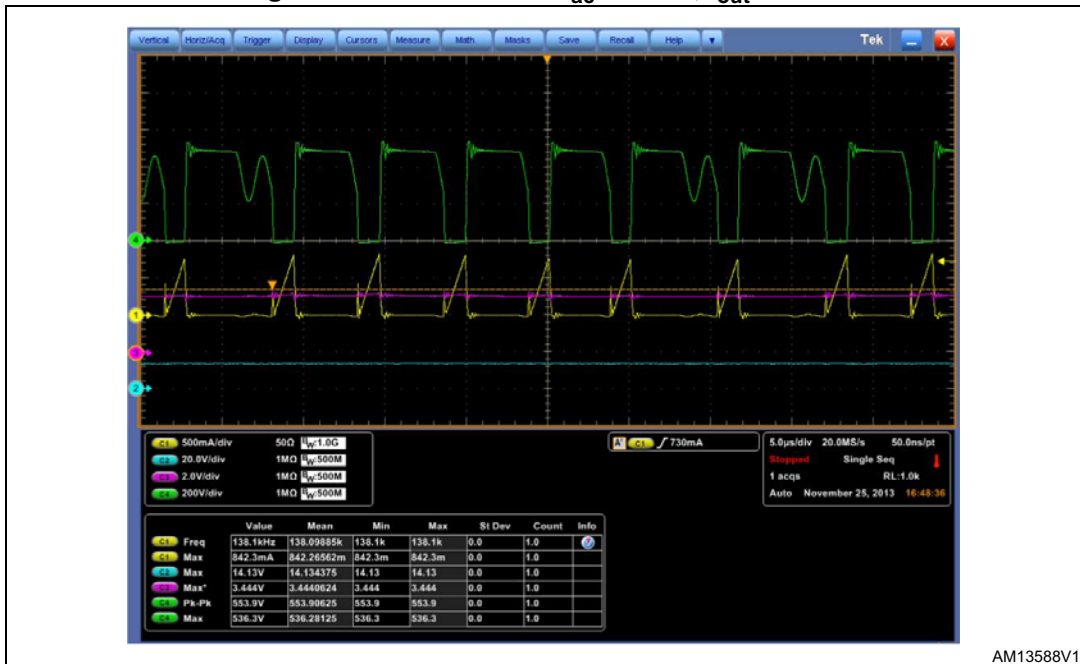 Vertical Horiz/Acq Trigger Display Cursors Measure Math Masks Save Recall Help Tek X
4
1
3
2
C1 500mA/div 50Ω BW:1.0G
C2 20.0V/div 1MΩ BW:500M
C3 2.0V/div 1MΩ BW:500M
C4 200V/div 1MΩ BW:500M
A' C1 730mA
5.0µs/div 20.0MS/s 50.0ns/pt
Stopped Single Seq
1 acqs RL:1.0k
Auto November 25, 2013 16:48:36
Value Mean Min Max St Dev Count Info
C1 Freq 138.1kHz 138.09885k 138.1k 138.1k 0.0 1.0
C1 Max 842.3mA 842.26562m 842.3m 842.3m 0.0 1.0
C2 Max 14.13V 14.134375 14.13 14.13 0.0 1.0
C3 Max* 3.444V 3.4440624 3.444 3.444 0.0 1.0
C4 Pk-Pk 553.9V 553.90625 553.9 553.9 0.0 1.0
C4 Max 536.3V 536.28125 536.3 536.3 0.0 1.0
AM13588V1